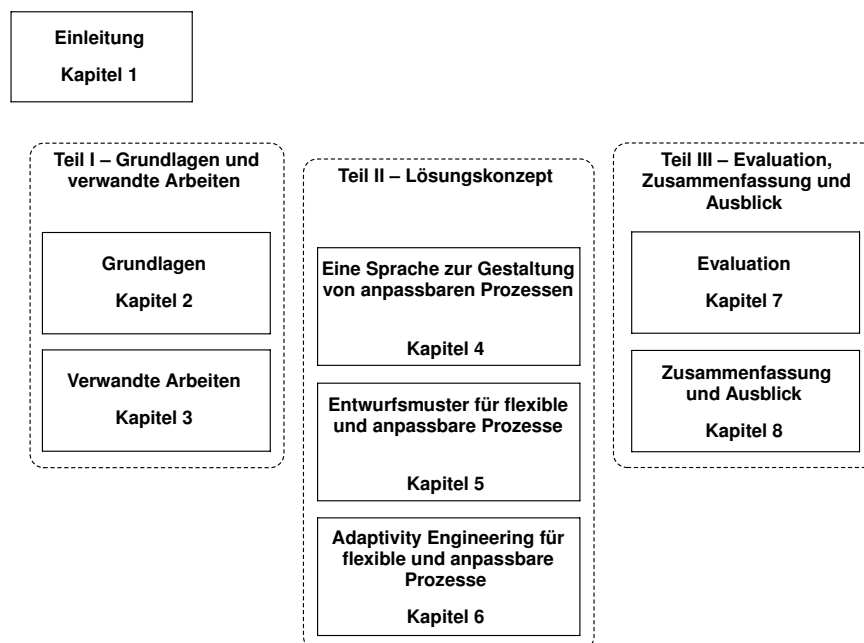 Einleitung
Kapitel 1
Teil I – Grundlagen und
verwandte Arbeiten
Grundlagen
Kapitel 2
Verwandte Arbeiten
Kapitel 3
Teil II – Lösungskonzept
Eine Sprache zur Gestaltung
von anpassbaren Prozessen
Kapitel 4
Entwurfsmuster für flexible
und anpassbare Prozesse
Kapitel 5
Adaptivity Engineering für
flexible und anpassbare
Prozesse
Kapitel 6
Teil III – Evaluation,
Zusammenfassung und
Ausblick
Evaluation
Kapitel 7
Zusammenfassung
und Ausblick
Kapitel 8